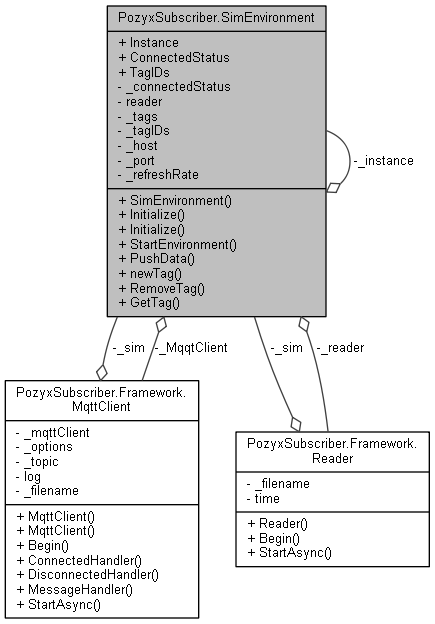 PozyxSubscriber.SimEnvironment
+ Instance
+ ConnectedStatus
+ TagIDs
- _connectedStatus
- reader
- _tags
- _tagIDs
- _host
- _port
- _refreshRate
+ SimEnvironment()
+ Initialize()
+ Initialize()
+ StartEnvironment()
+ PushData()
+ newTag()
+ RemoveTag()
+ GetTag()
-_instance
-_sim
-_MqqtClient
-_sim
-_reader
PozyxSubscriber.Framework.
MqttClient
- _mqttClient
- _options
- _topic
- log
- _filename
+ MqttClient()
+ MqttClient()
+ Begin()
+ ConnectedHandler()
+ DisconnectedHandler()
+ MessageHandler()
+ StartAsync()
PozyxSubscriber.Framework.
Reader
- _filename
- time
+ Reader()
+ Begin()
+ StartAsync()